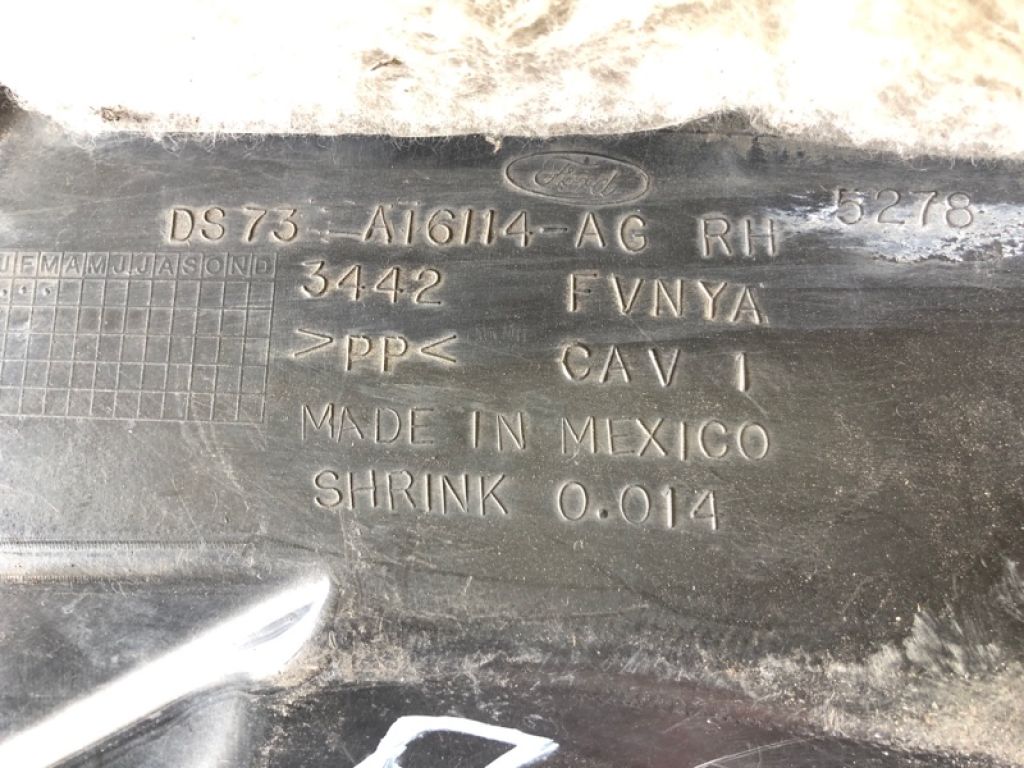 Ford
DS73-A16114-AG RH 5278
JFMAMJJASOND
3442 FVNYA
>PP< CAV 1
MADE IN MEXICO
SHRINK 0.014